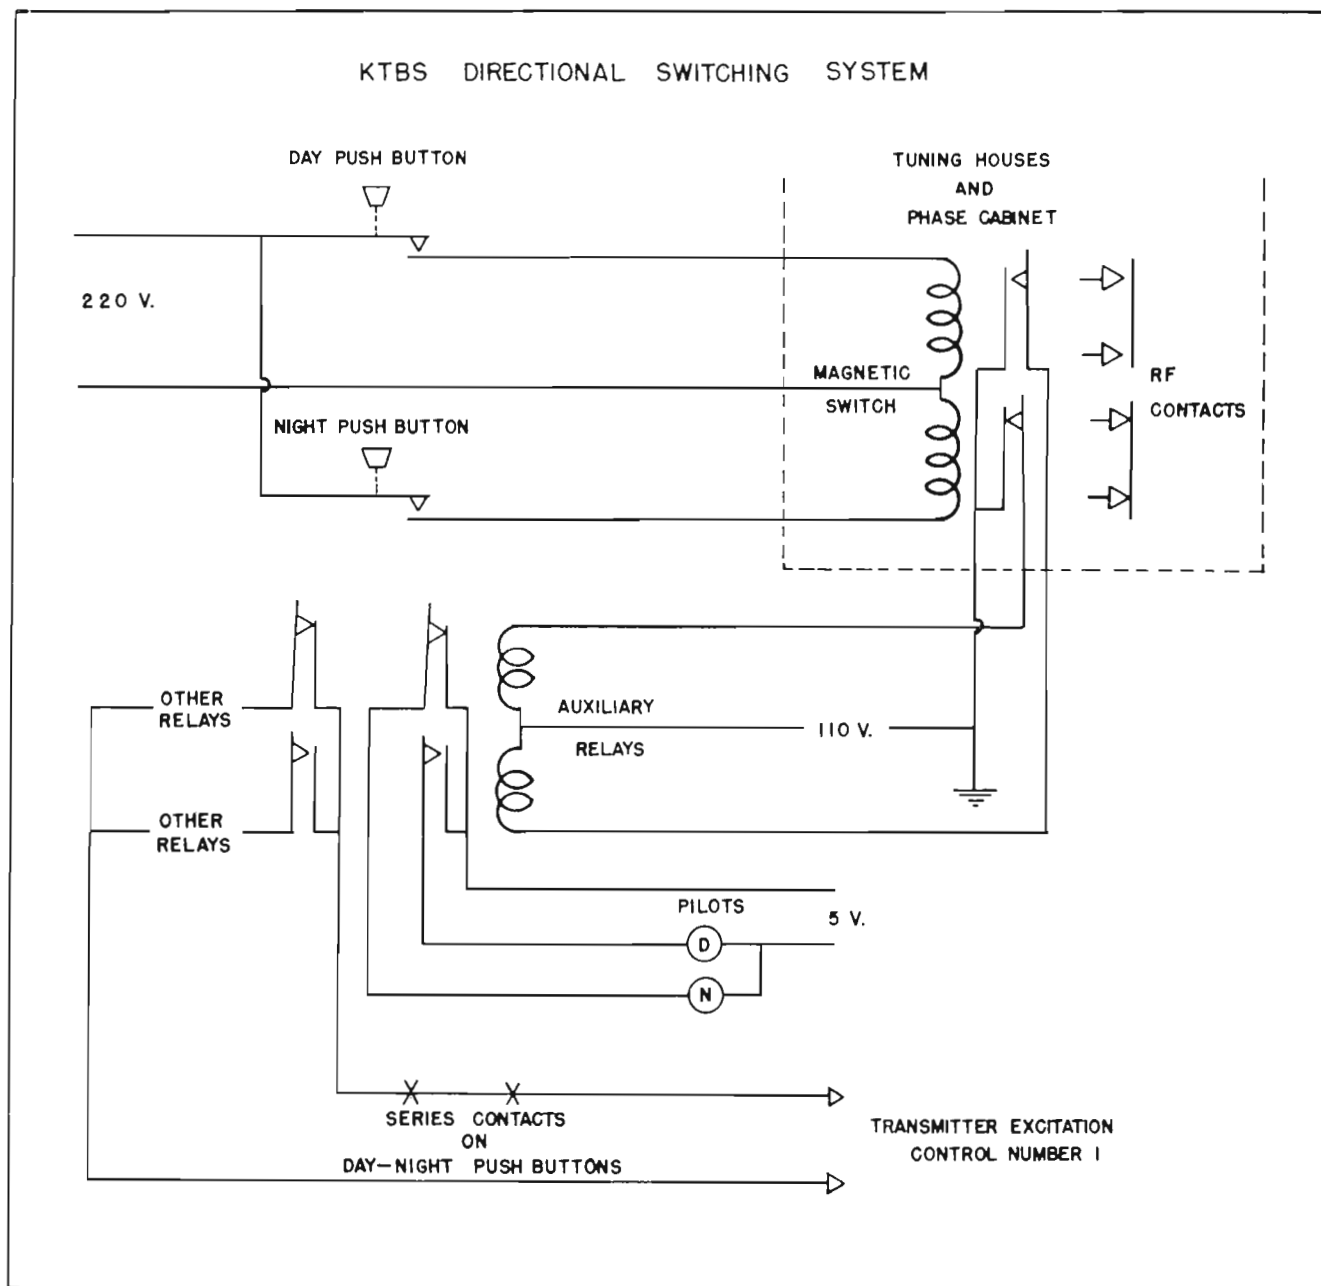 KTBS DIRECTIONAL SWITCHING SYSTEM
DAY PUSH BUTTON
TUNING HOUSES
AND
PHASE CABINET
220 V.
MAGNETIC
SWITCH
RF
CONTACTS
NIGHT PUSH BUTTON
OTHER
RELAYS
AUXILIARY
RELAYS
110 V.
OTHER
RELAYS
PILOTS
5 V.
D
N
SERIES CONTACTS
ON
DAY-NIGHT PUSH BUTTONS
TRANSMITTER EXCITATION
CONTROL NUMBER 1